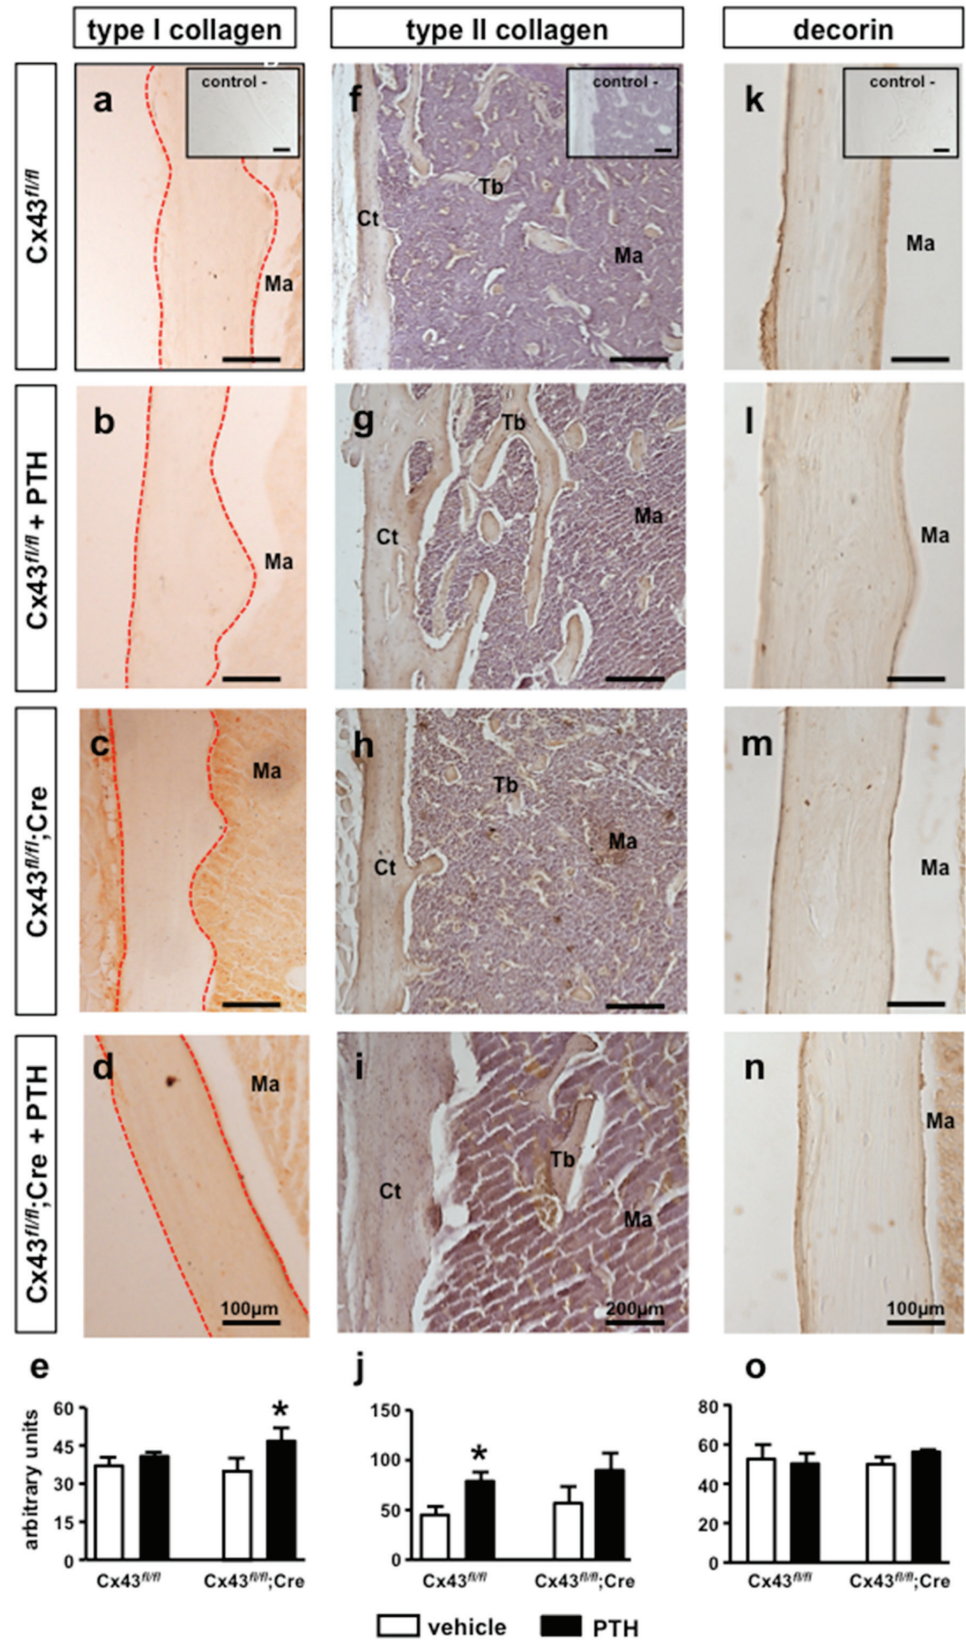 type I collagen
type II collagen
decorin
Cx43fl/fl
a
control -
Ma
f
control -
Tb
Ct
Ma
k
control -
Ma
Cx43fl/fl + PTH
b
Ma
g
Tb
Ct
Ma
l
Ma
Cx43fl/fl;Cre
c
Ma
h
Tb
Ma
Ct
m
Ma
Cx43fl/fl;Cre + PTH
d
Ma
100µm
i
Tb
Ct
Ma
200µm
n
Ma
100µm
e
arbitrary units
60
45
30
15
0
*
Cx43fl/fl
Cx43fl/fl;Cre
j
150
100
50
0
*
Cx43fl/fl
Cx43fl/fl;Cre
o
80
60
40
20
0
Cx43fl/fl
Cx43fl/fl;Cre
vehicle
PTH